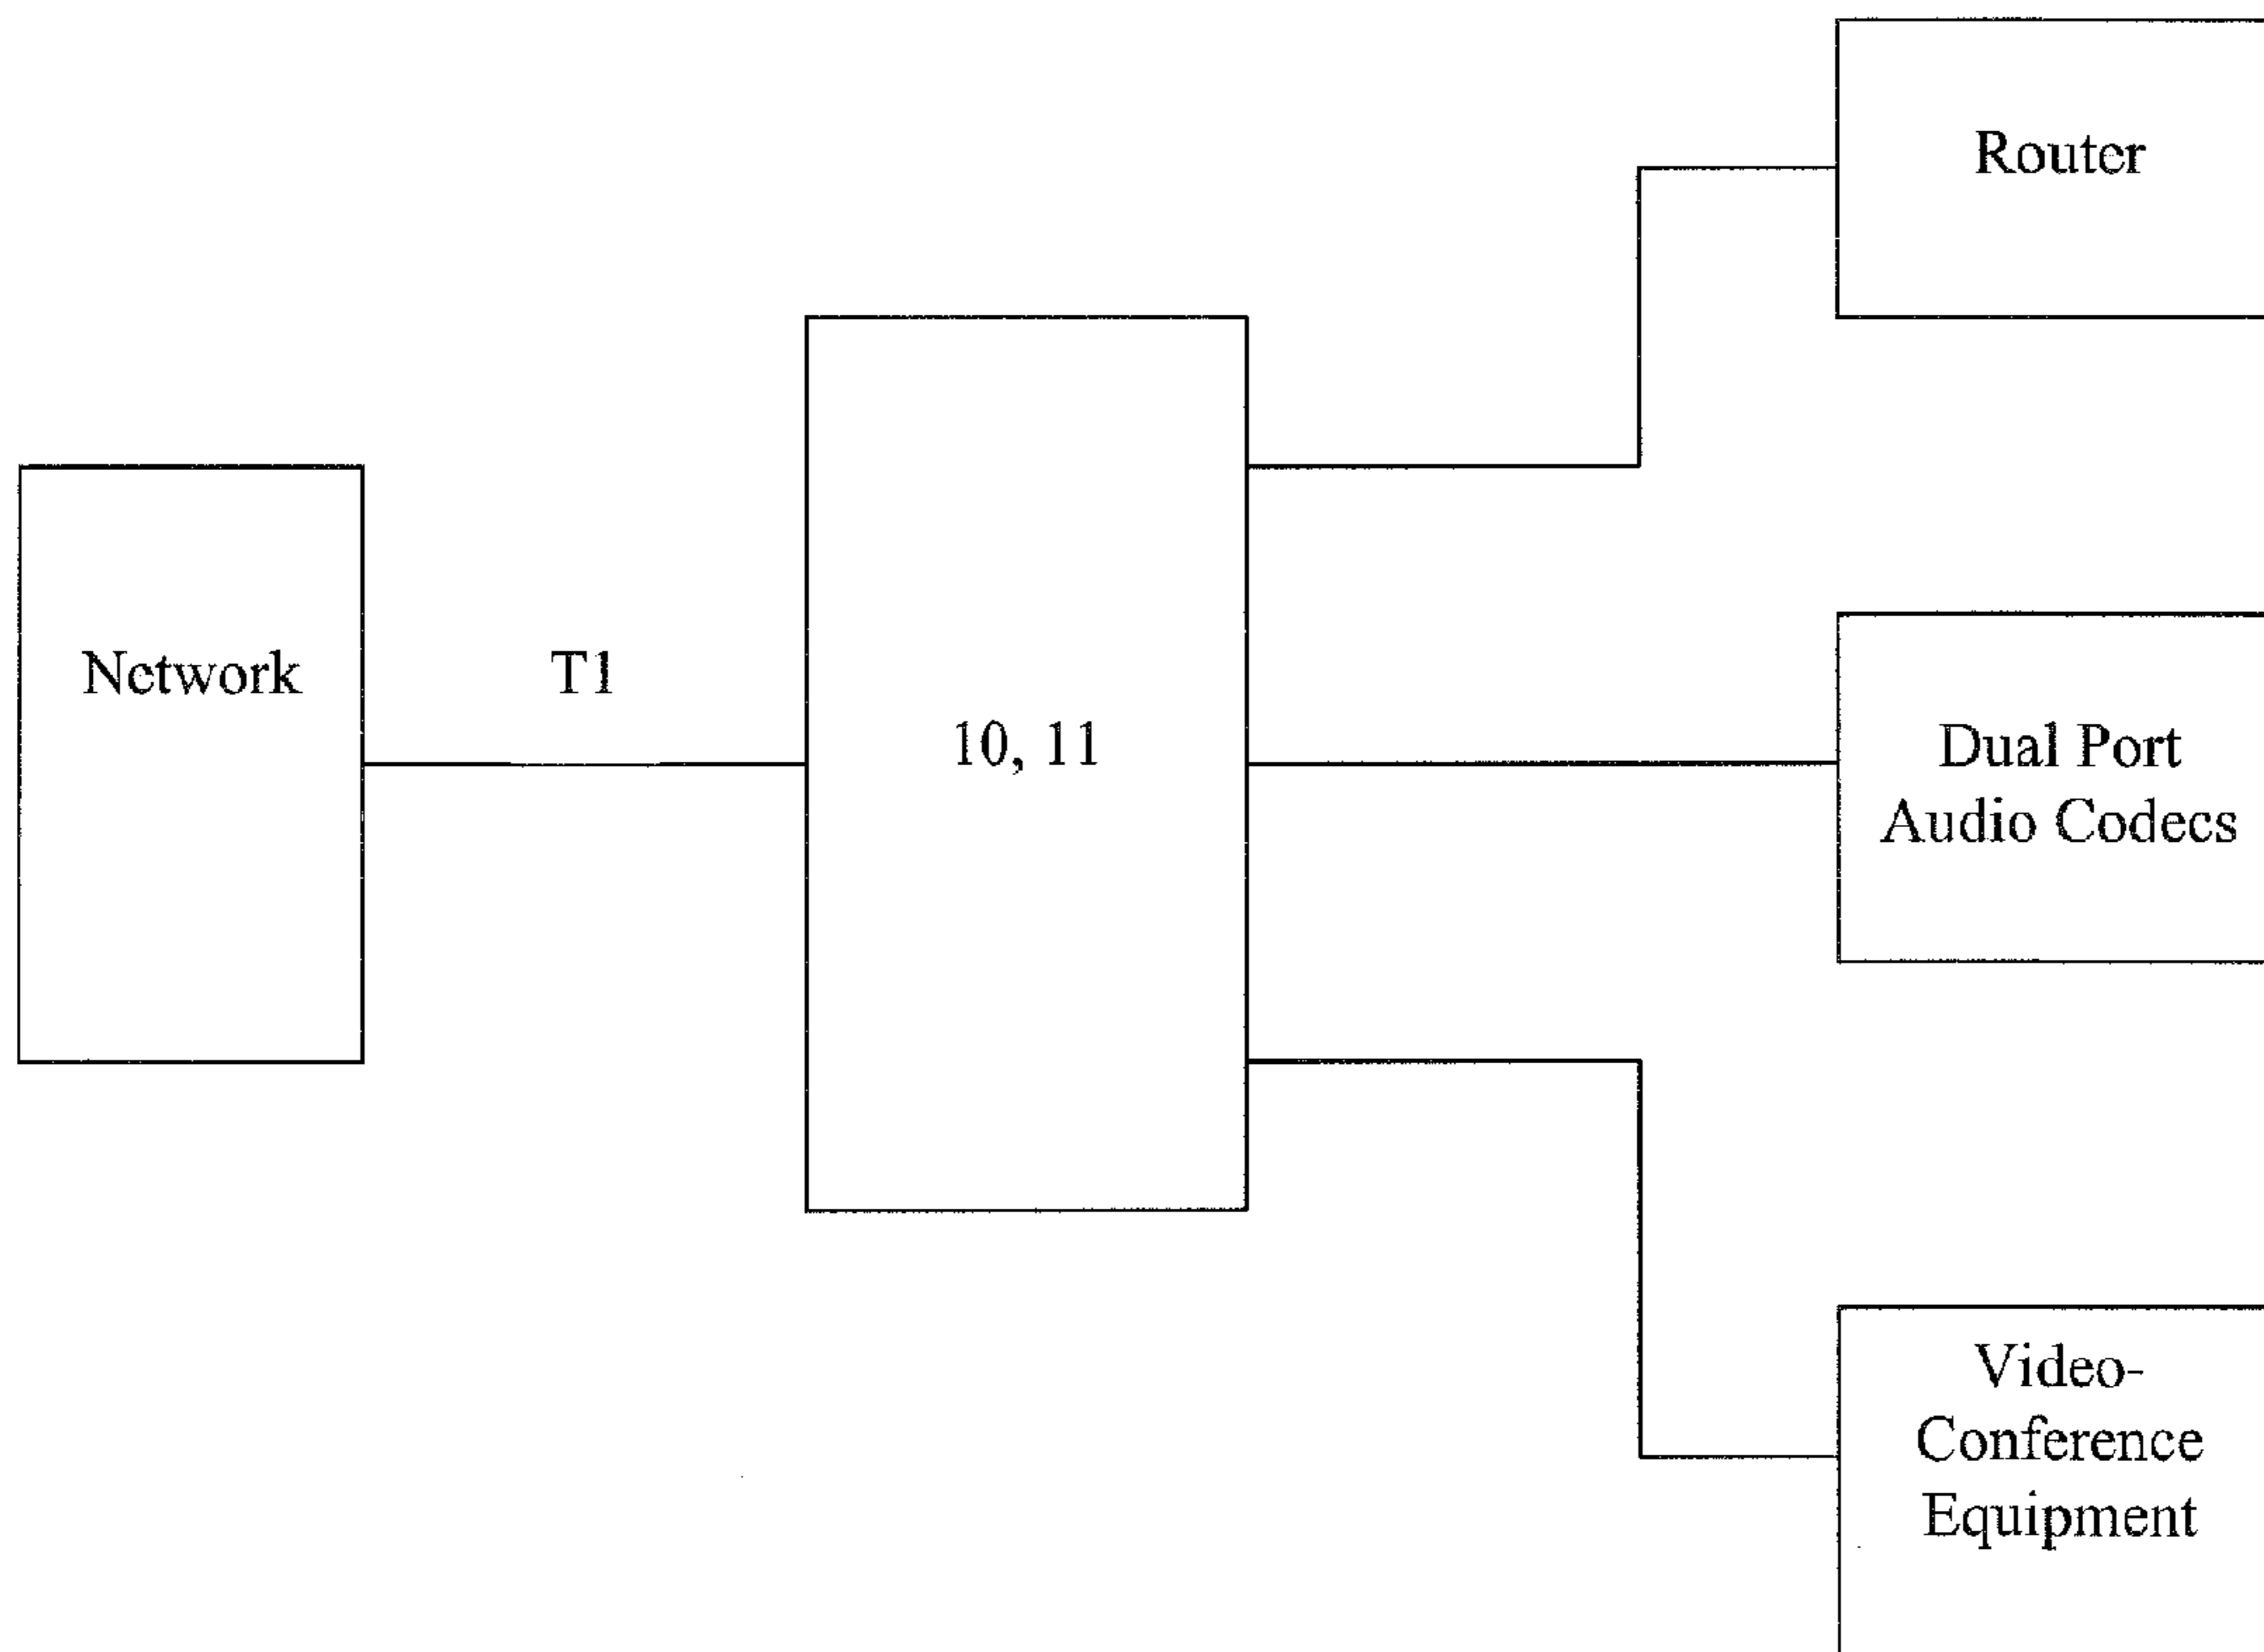 Router
Network
T1
10, 11
Dual Port
Audio Codecs
Video-
Conference
Equipment